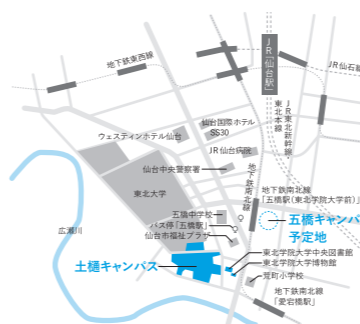 JR「仙台駅」
JR仙石線
地下鉄東西線
JR東北新幹線・
東北本線
仙台国際ホテル
SS30
ウェスティンホテル仙台
JR仙台病院
仙台中央警察署
地下鉄南北線
東北大学
地下鉄南北線
「五橋駅(東北学院大学前)」
五橋中学校
バス停「五橋駅」
仙台市福祉プラザ
五橋キャンパス
予定地
広瀬川
土樋キャンパス
東北学院大学中央図書館
東北学院大学博物館
荒町小学校
地下鉄南北線
「愛宕橋駅」